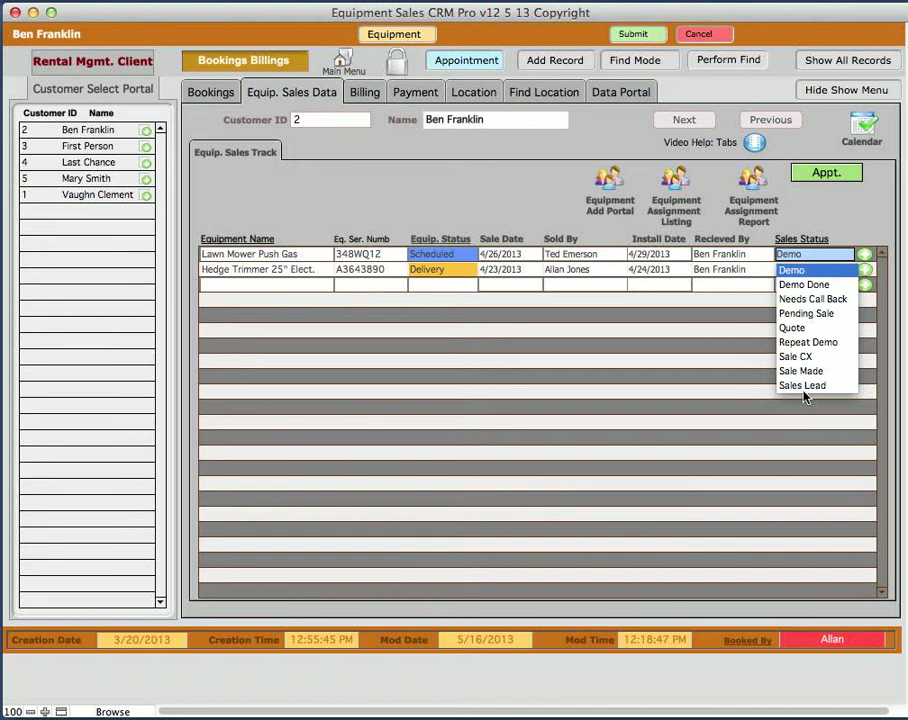 Equipment Sales CRM Pro v12 5 13 Copyright
Ben Franklin
Equipment
Submit
Cancel
Rental Mgmt. Client
Bookings Billings
Main Menu
Appointment
Add Record
Find Mode
Perform Find
Show All Records
Customer Select Portal
Bookings
Equip. Sales Data
Billing
Payment
Location
Find Location
Data Portal
Hide Show Menu
Customer ID Name
2 Ben Franklin
3 First Person
4 Last Chance
5 Mary Smith
1 Vaughn Clement
Customer ID 2
Name Ben Franklin
Next
Previous
Video Help: Tabs
Calendar
Equip. Sales Track
Equipment
Add Portal
Equipment
Assignment
Listing
Equipment
Assignment
Report
Appt.
Equipment Name Eq. Ser. Numb Equip. Status Sale Date Sold By Install Date Recieved By Sales Status
Lawn Mower Push Gas 348WQ12 Scheduled 4/26/2013 Ted Emerson 4/29/2013 Ben Franklin Demo
Hedge Trimmer 25" Elect. A3643890 Delivery 4/23/2013 Allan Jones 4/24/2013 Ben Franklin
Demo
Demo Done
Needs Call Back
Pending Sale
Quote
Repeat Demo
Sale CX
Sale Made
Sales Lead
Creation Date 3/20/2013 Creation Time 12:55:45 PM Mod Date 5/16/2013 Mod Time 12:18:47 PM Booked By Allan
100 Browse